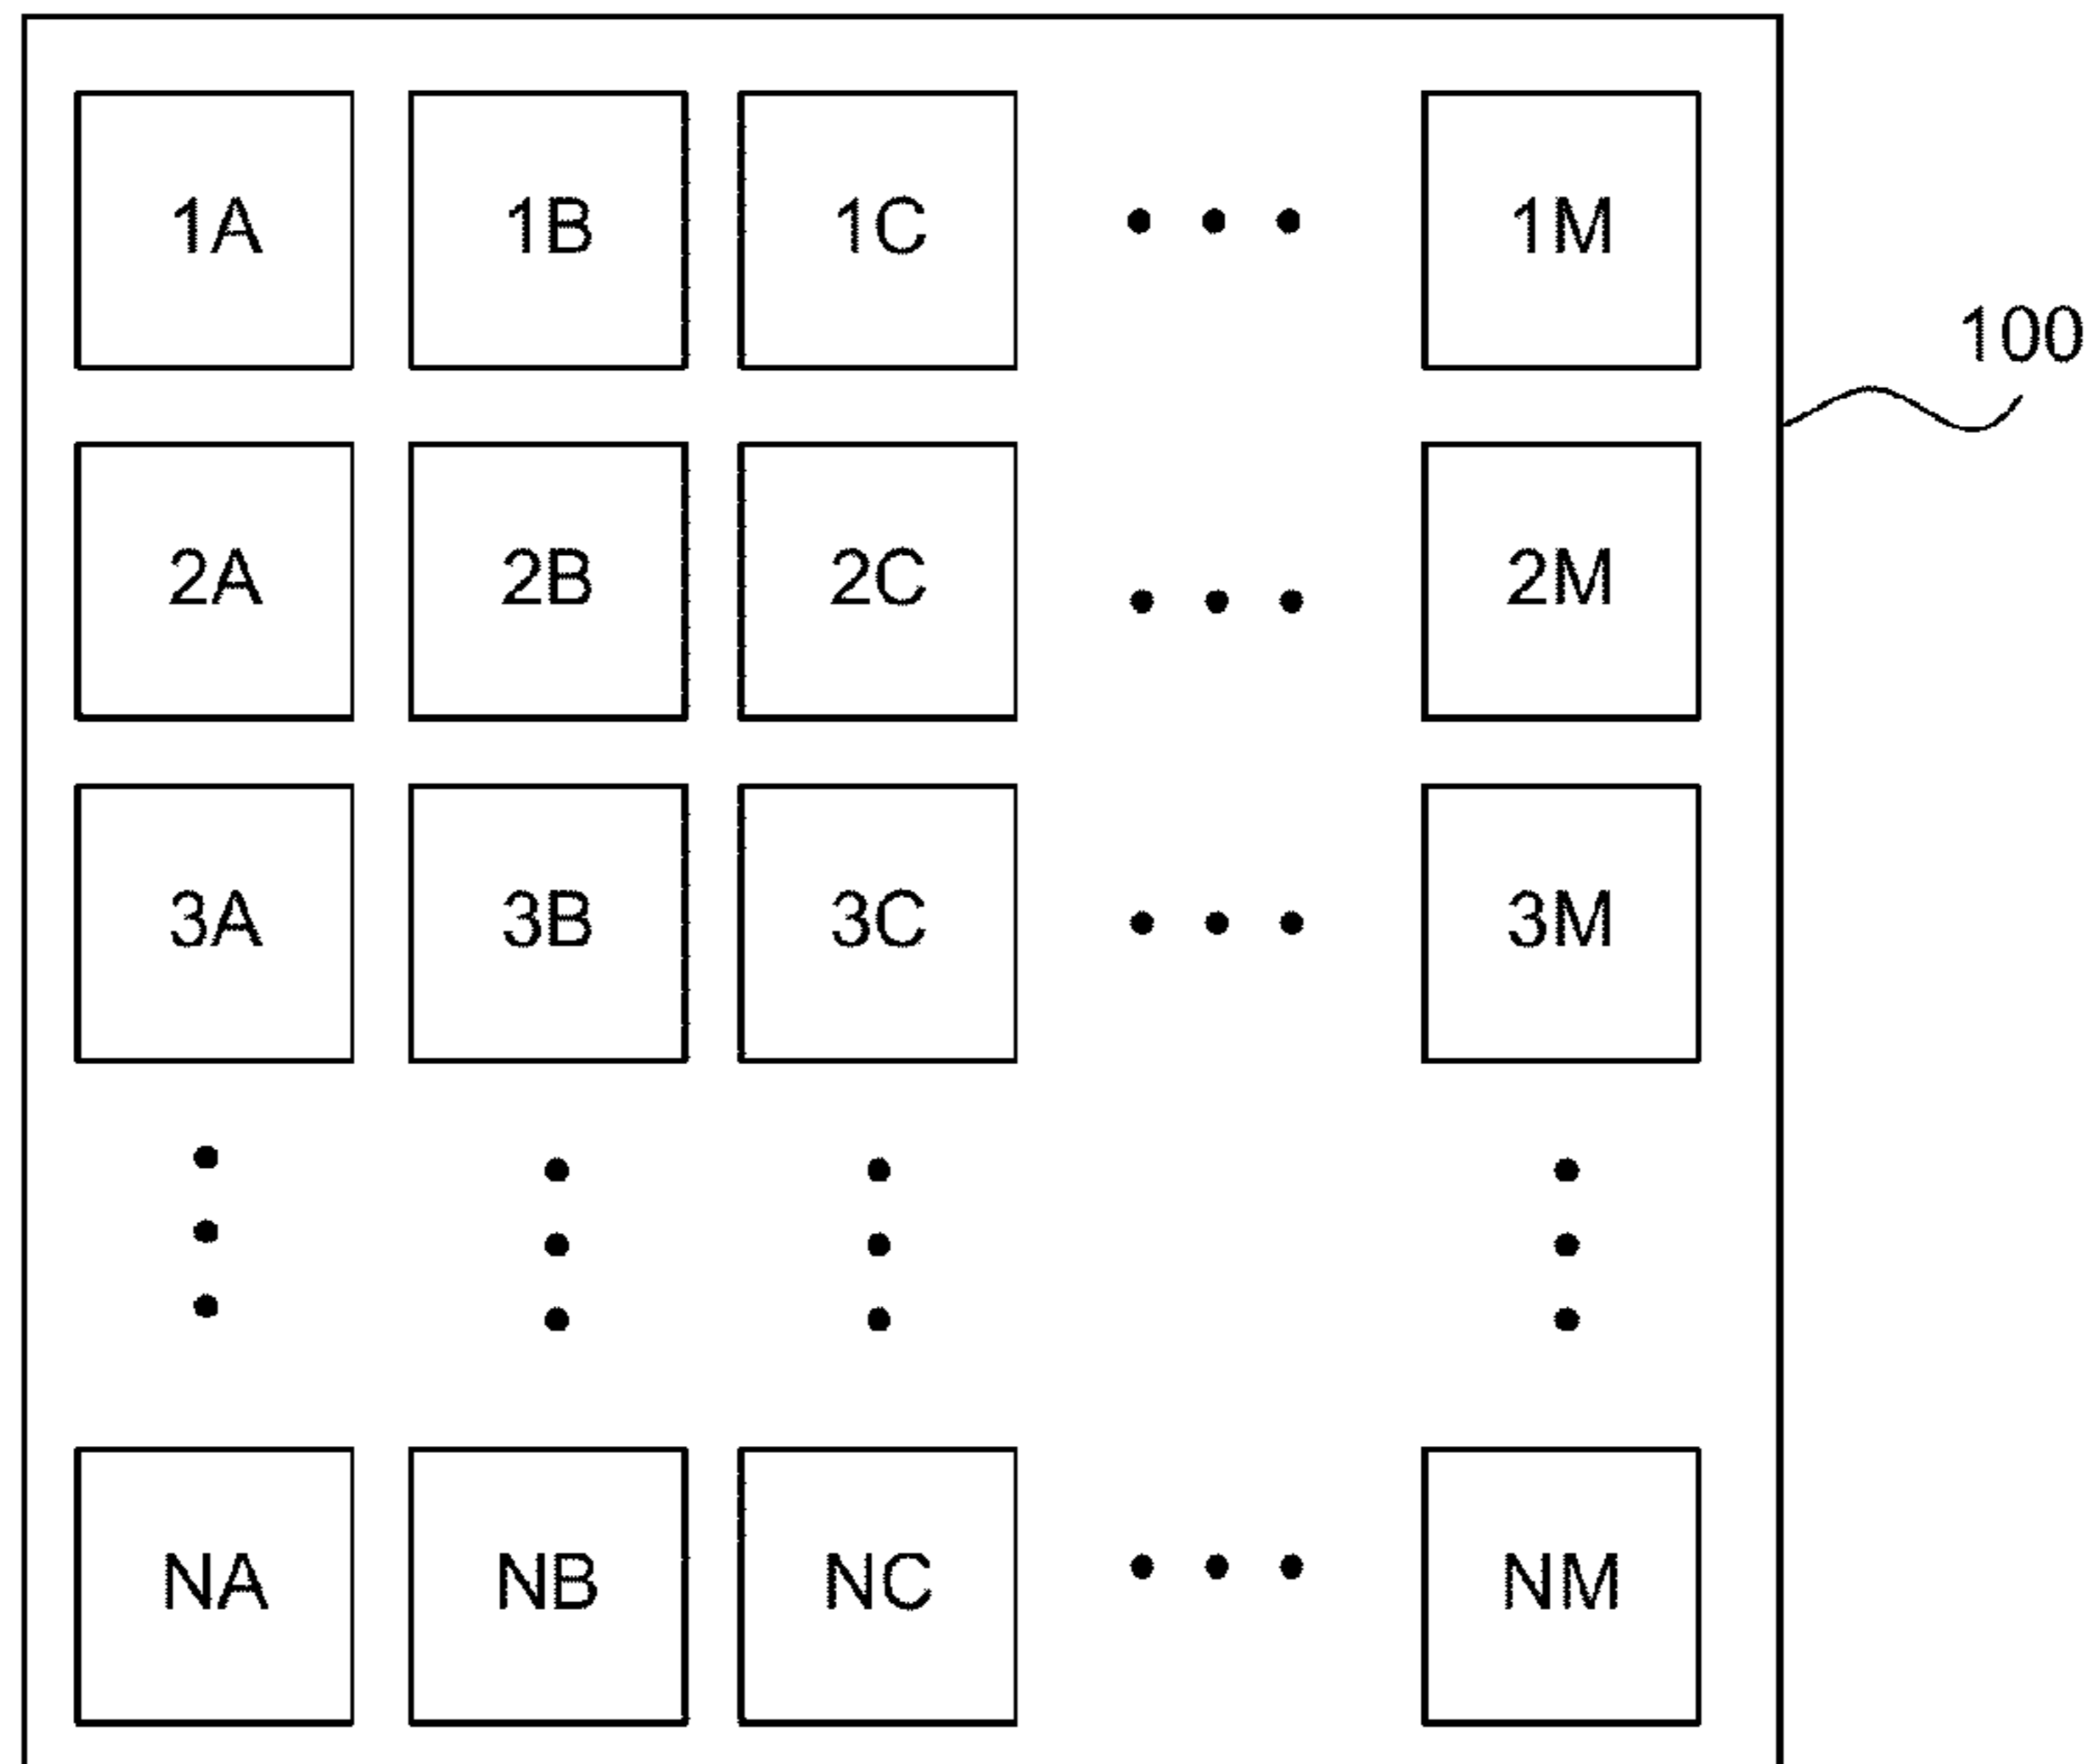 1A 1B 1C • • • 1M
100
2A 2B 2C • • • 2M
3A 3B 3C • • • 3M
NA NB NC • • • NM